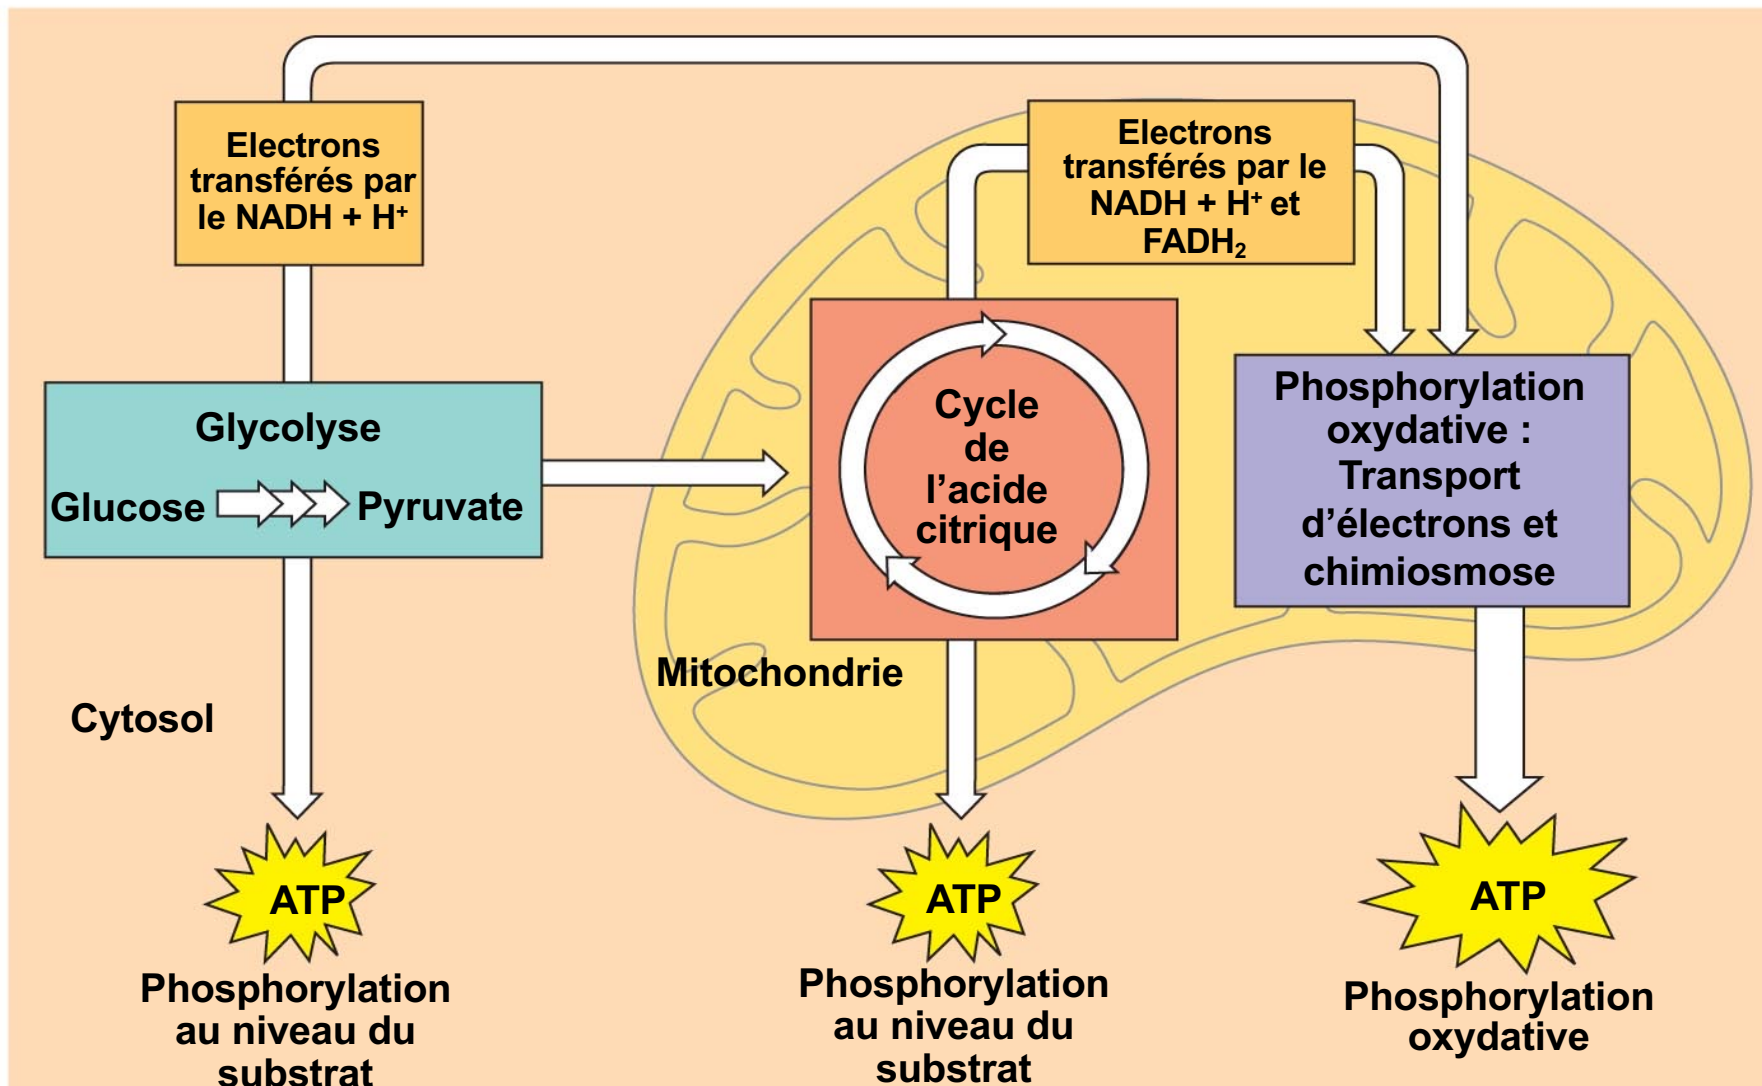 Electrons
transférés par
le NADH + H⁺
Electrons
transférés par le
NADH + H⁺ et
FADH₂
Glycolyse
Glucose
Pyruvate
Cycle
de
l’acide
citrique
Phosphorylation
oxydative :
Transport
d’électrons et
chimiosmose
Mitochondrie
Cytosol
ATP
ATP
ATP
Phosphorylation
au niveau du
substrat
Phosphorylation
au niveau du
substrat
Phosphorylation
oxydative